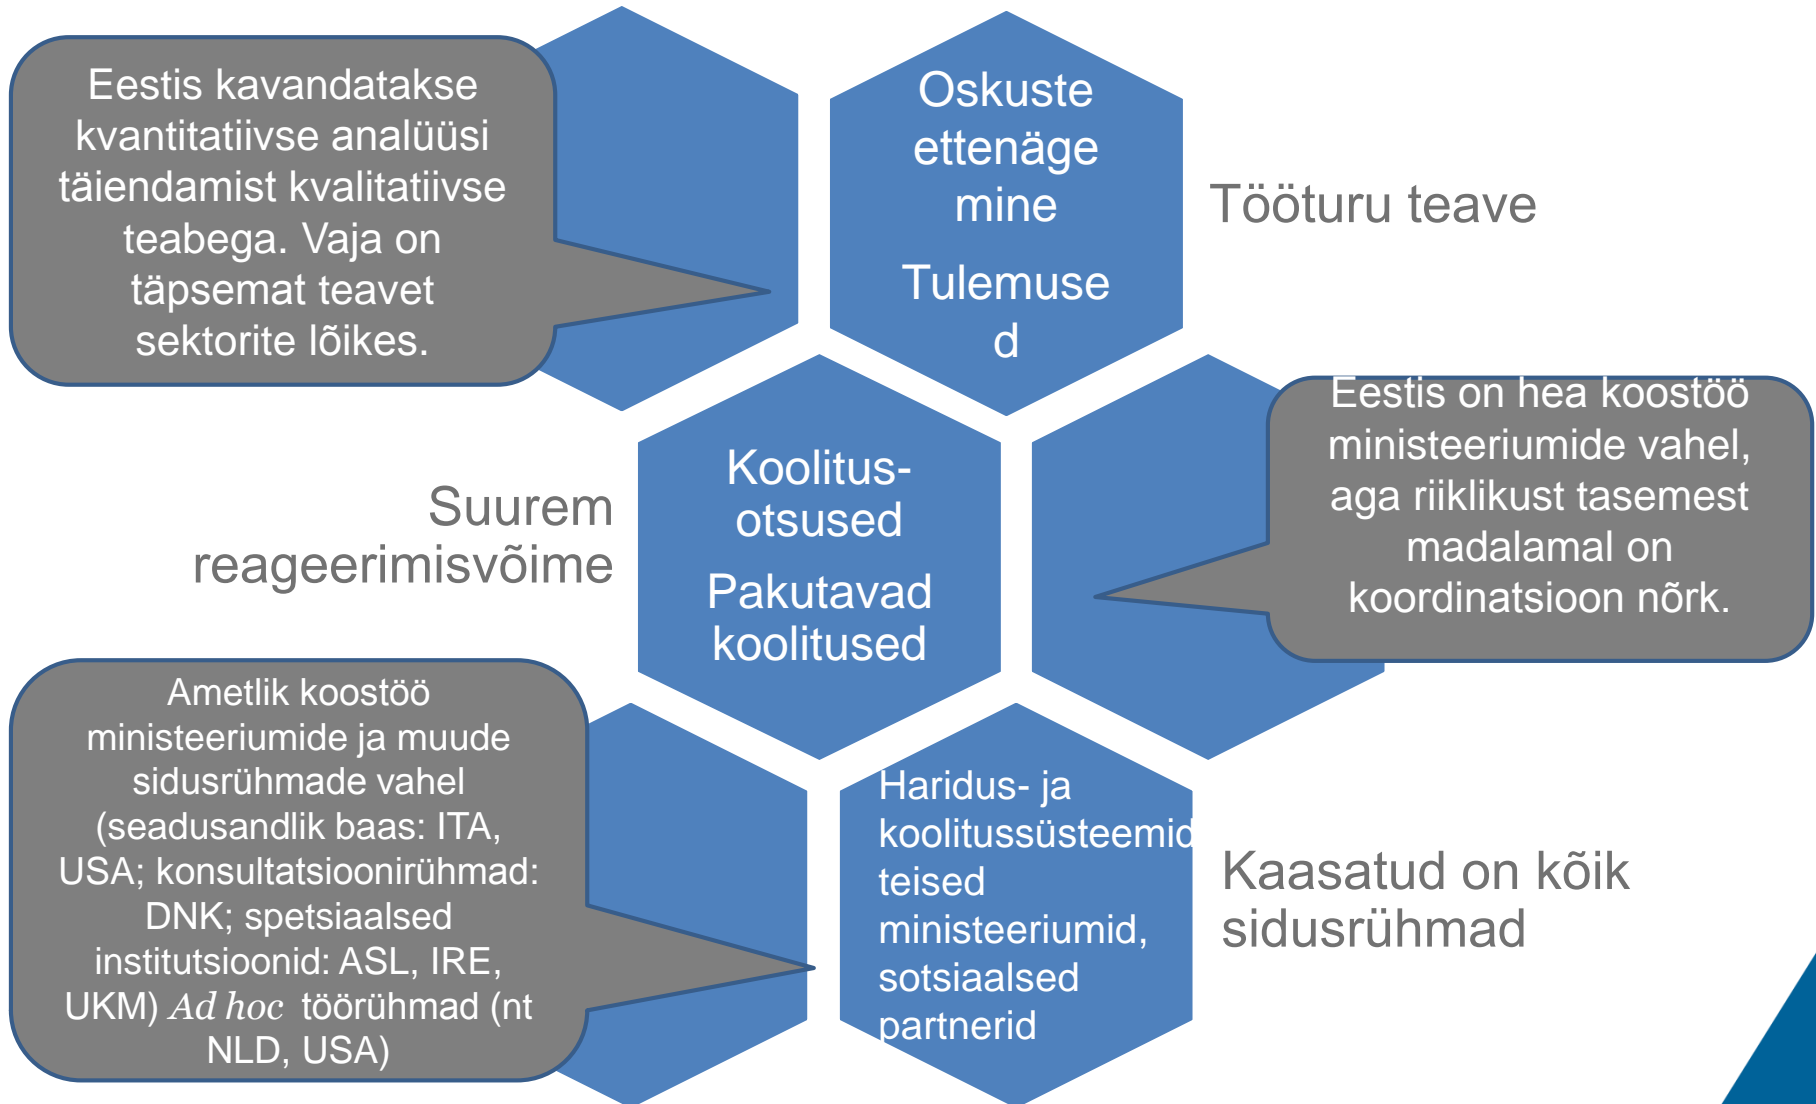 Eestis kavandatakse
kvantitatiivse analüüsi
täiendamist kvalitatiivse
teabega. Vaja on
täpsemat teavet
sektorite lõikes.
Oskuste
ettenäge
mine
Tulemuse
d
Tööturu teave
Suurem
reageerimisvõime
Koolitus-
otsused
Pakutavad
koolitused
Eestis on hea koostöö
ministeeriumide vahel,
aga riiklikust tasemest
madalamal on
koordinatsioon nõrk.
Ametlik koostöö
ministeeriumide ja muude
sidusrühmade vahel
(seadusandlik baas: ITA,
USA; konsultatsioonirühmad:
DNK; spetsiaalsed
institutsioonid: ASL, IRE,
UKM) Ad hoc töörühmad (nt
NLD, USA)
Haridus- ja
koolitussüsteemid
teised
ministeeriumid,
sotsiaalsed
partnerid
Kaasatud on kõik
sidusrühmad